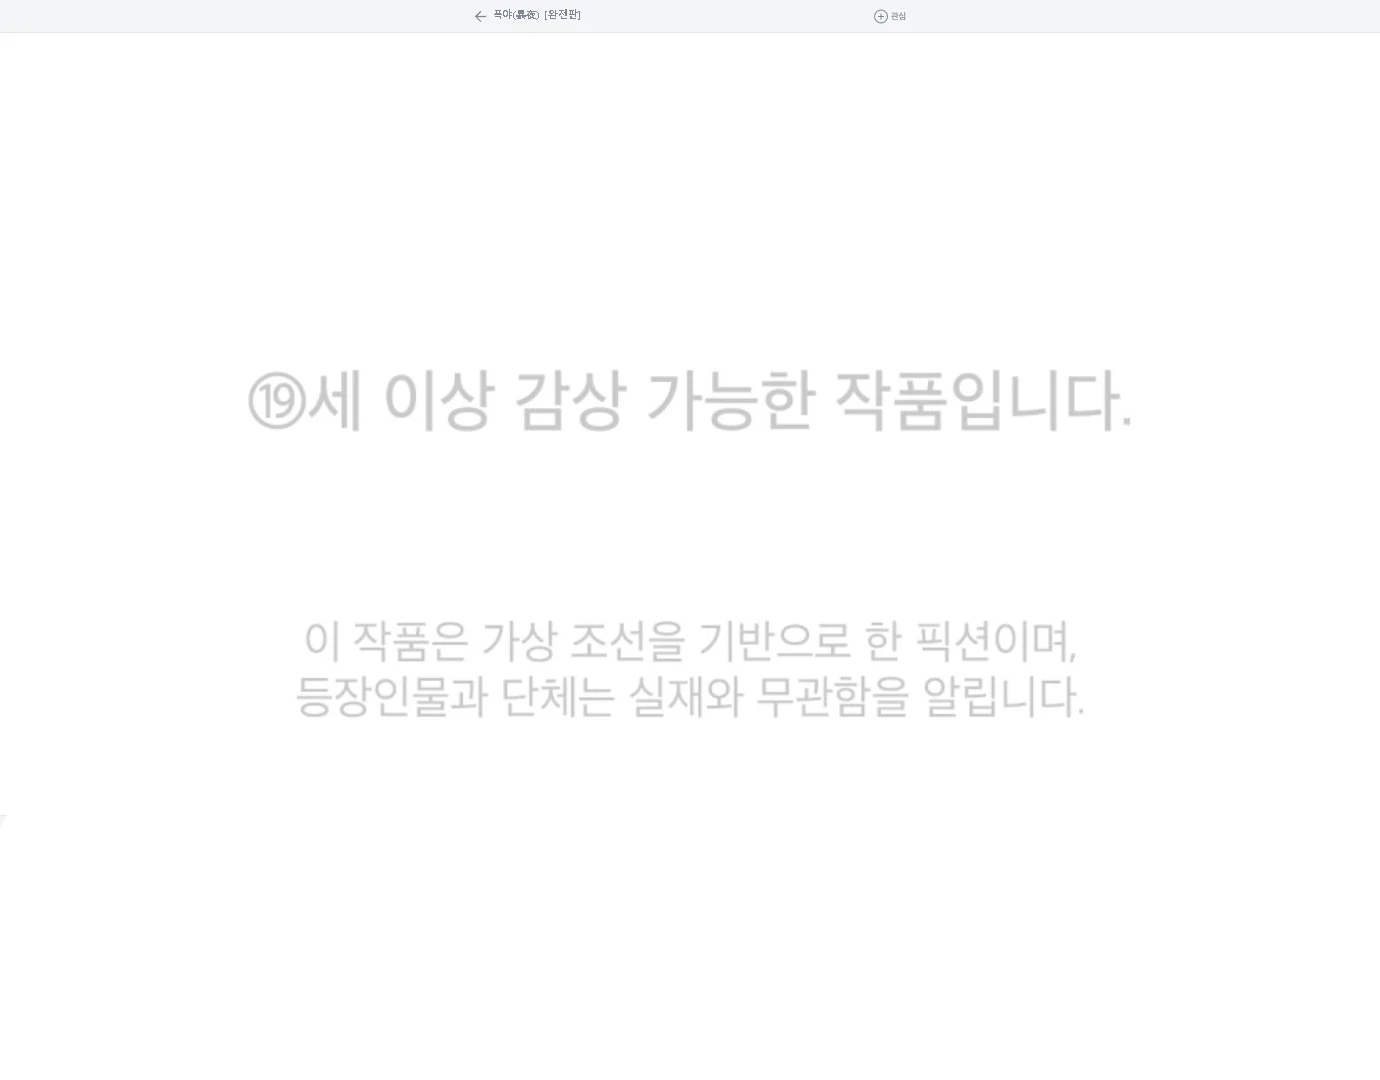 폭야(暴夜) [완전판]
관심
⑲세 이상 감상 가능한 작품입니다.
이 작품은 가상 조선을 기반으로 한 픽션이며,
등장인물과 단체는 실재와 무관함을 알립니다.